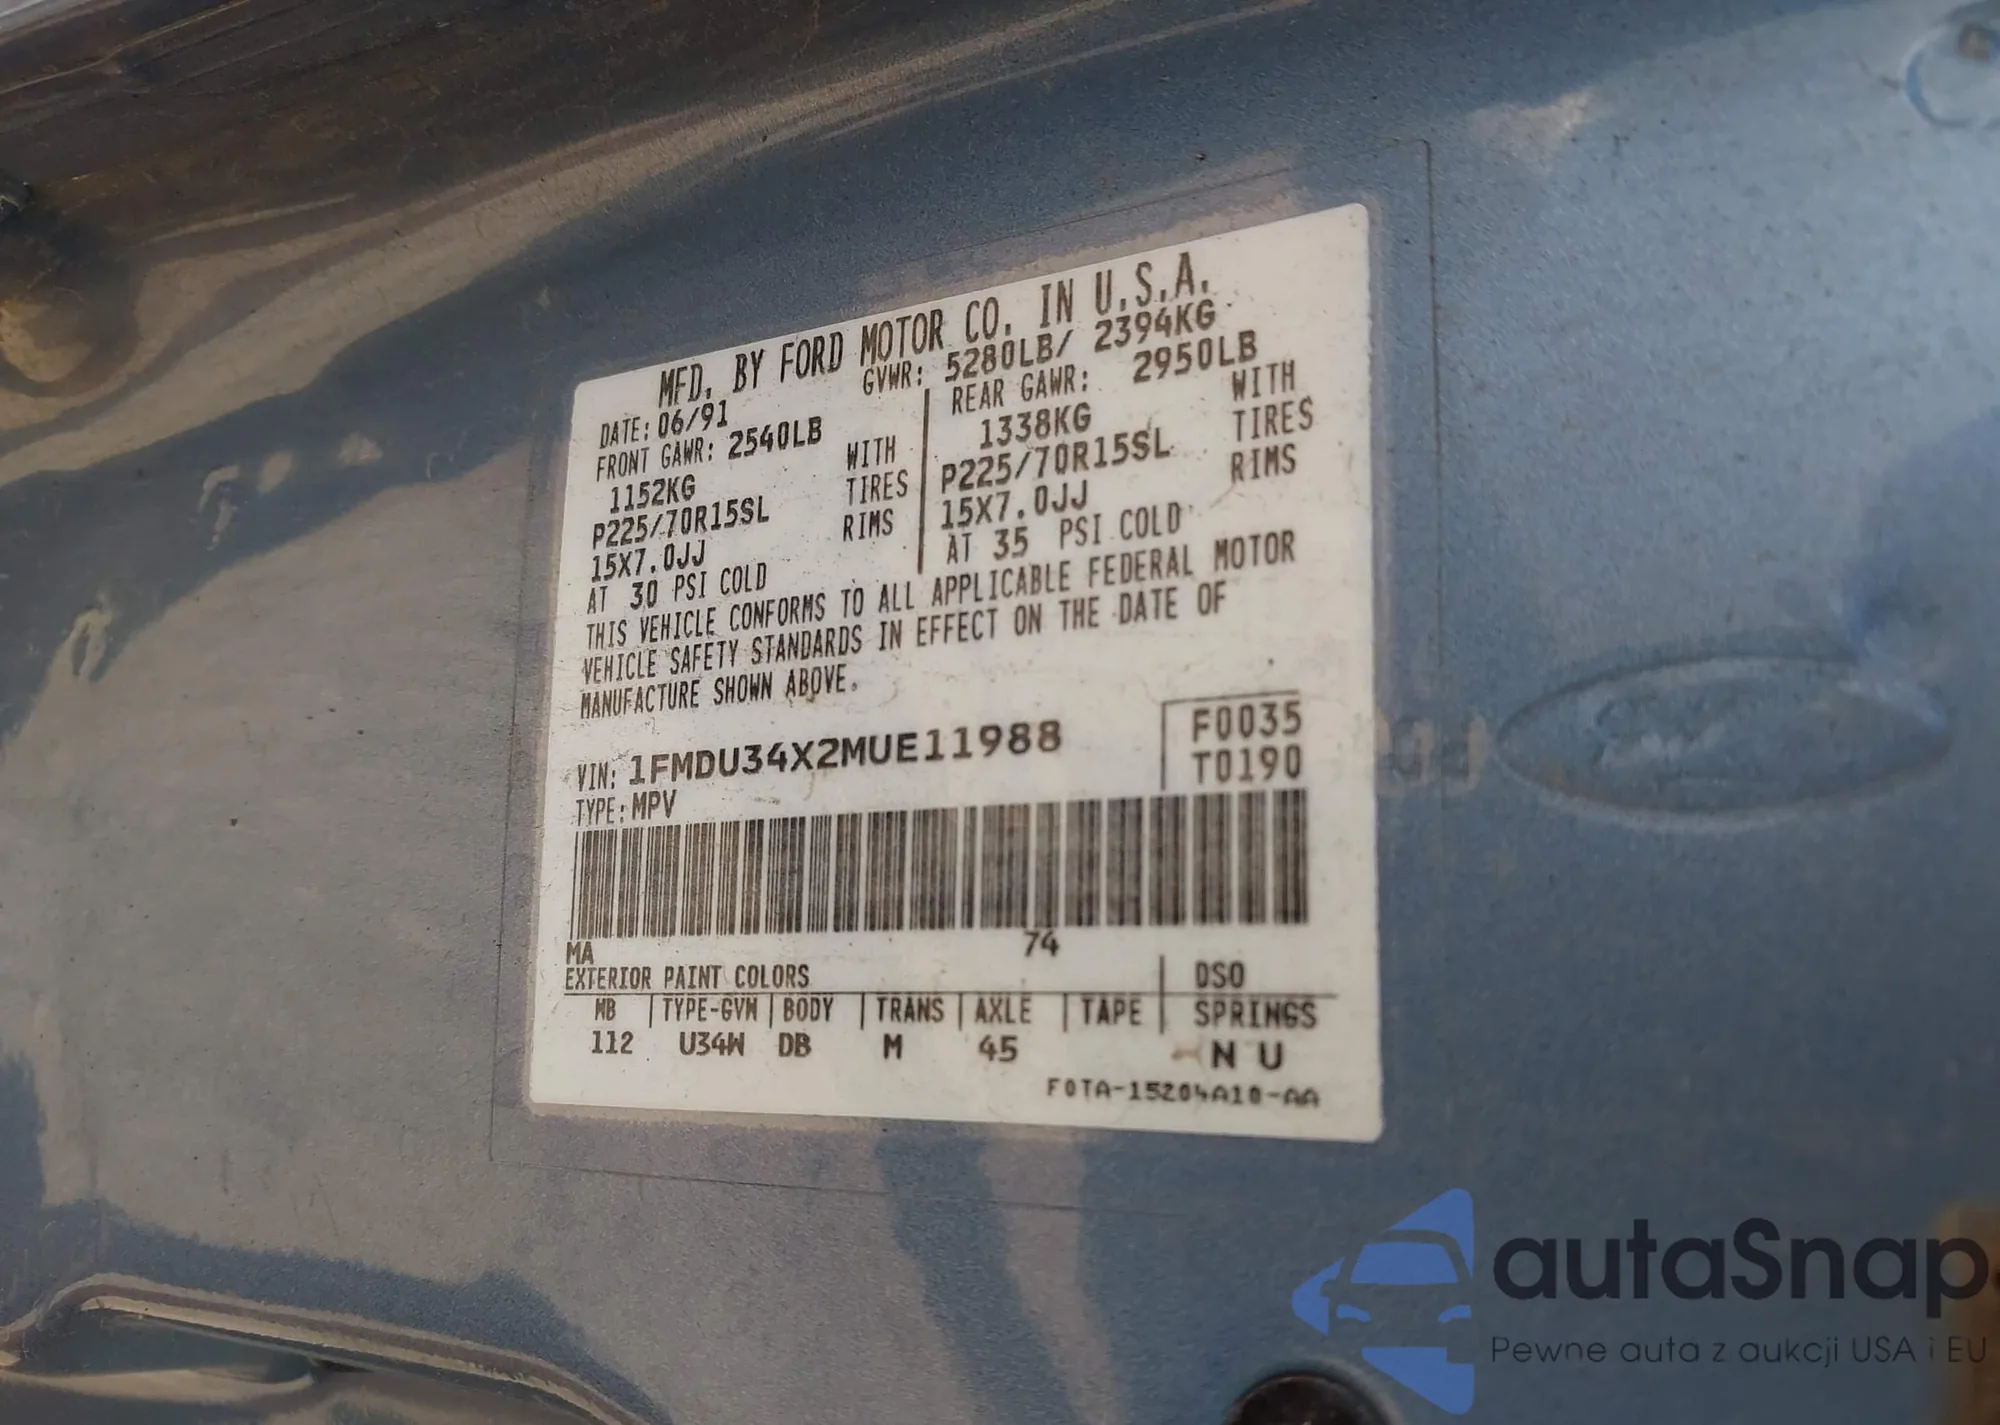 MFD. BY FORD MOTOR CO. IN U.S.A.
DATE: 06/91 GVWR: 5280LB/ 2394KG
FRONT GAWR: 2540LB REAR GAWR: 2950LB
1152KG WITH 1338KG WITH
P225/70R15SL TIRES P225/70R15SL TIRES
15X7.0JJ RIMS 15X7.0JJ RIMS
AT 30 PSI COLD AT 35 PSI COLD
THIS VEHICLE CONFORMS TO ALL APPLICABLE FEDERAL MOTOR
VEHICLE SAFETY STANDARDS IN EFFECT ON THE DATE OF
MANUFACTURE SHOWN ABOVE.
VIN: 1FMDU34X2MUE11988 F0035
TYPE: MPV T0190
MA 74
EXTERIOR PAINT COLORS DSO
WB TYPE-GVW BODY TRANS AXLE TAPE SPRINGS
112 U34W DB M 45 N U
F0TA-15204A10-AA
autaSnap
Pewne auta z aukcji USA i EU